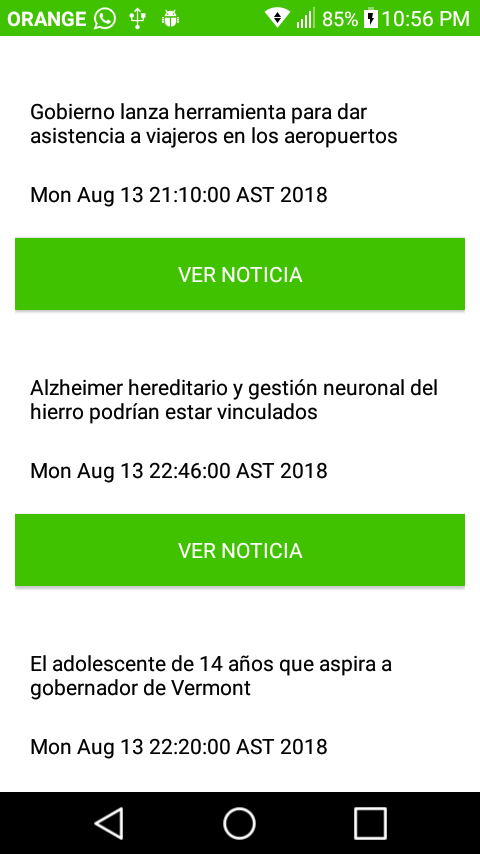 ORANGE 85% 10:56 PM
Gobierno lanza herramienta para dar
asistencia a viajeros en los aeropuertos
Mon Aug 13 21:10:00 AST 2018
VER NOTICIA
Alzheimer hereditario y gestión neuronal del
hierro podrían estar vinculados
Mon Aug 13 22:46:00 AST 2018
VER NOTICIA
El adolescente de 14 años que aspira a
gobernador de Vermont
Mon Aug 13 22:20:00 AST 2018